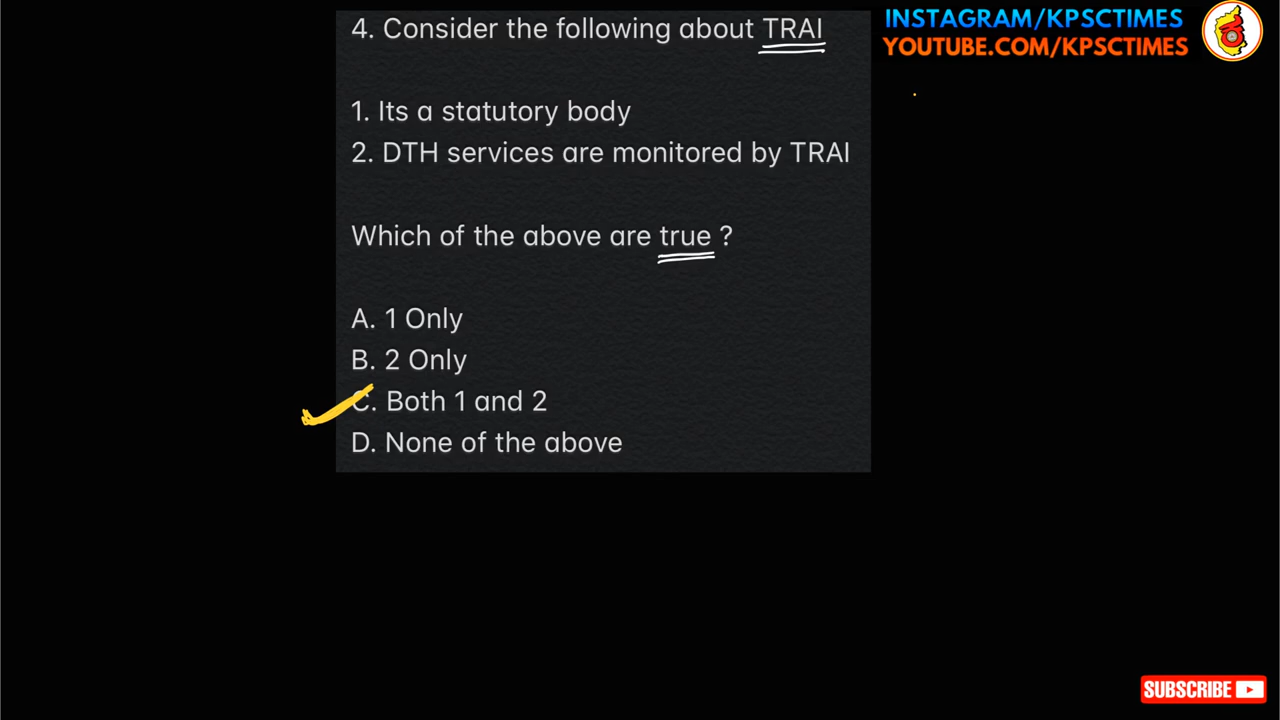 INSTAGRAM/KPSCTIMES
YOUTUBE.COM/KPSCTIMES
4. Consider the following about TRAI
1. Its a statutory body
2. DTH services are monitored by TRAI
Which of the above are true ?
A. 1 Only
B. 2 Only
C. Both 1 and 2
D. None of the above
SUBSCRIBE